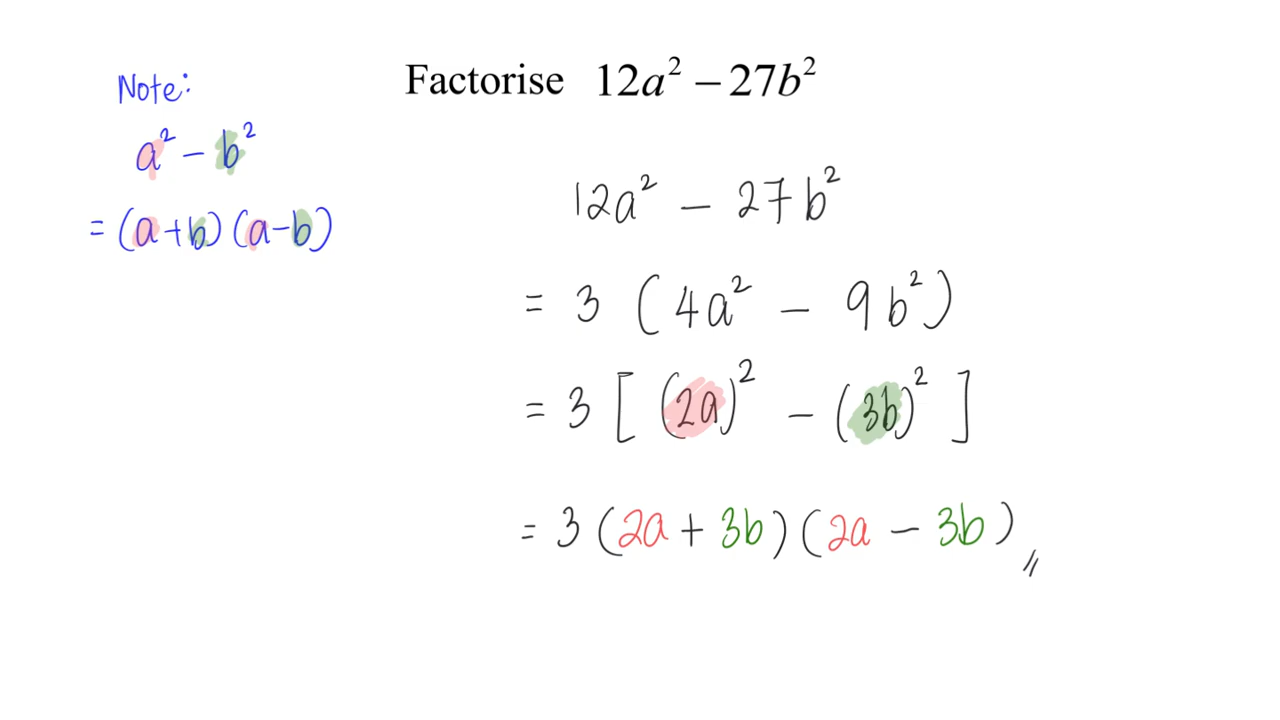 Factorise 12a² – 27b²
Note:
a² – b²
= (a+b)(a–b)
12a² – 27b²
= 3 (4a² – 9b²)
= 3 [(2a)² – (3b)²]
= 3 (2a + 3b)(2a – 3b)